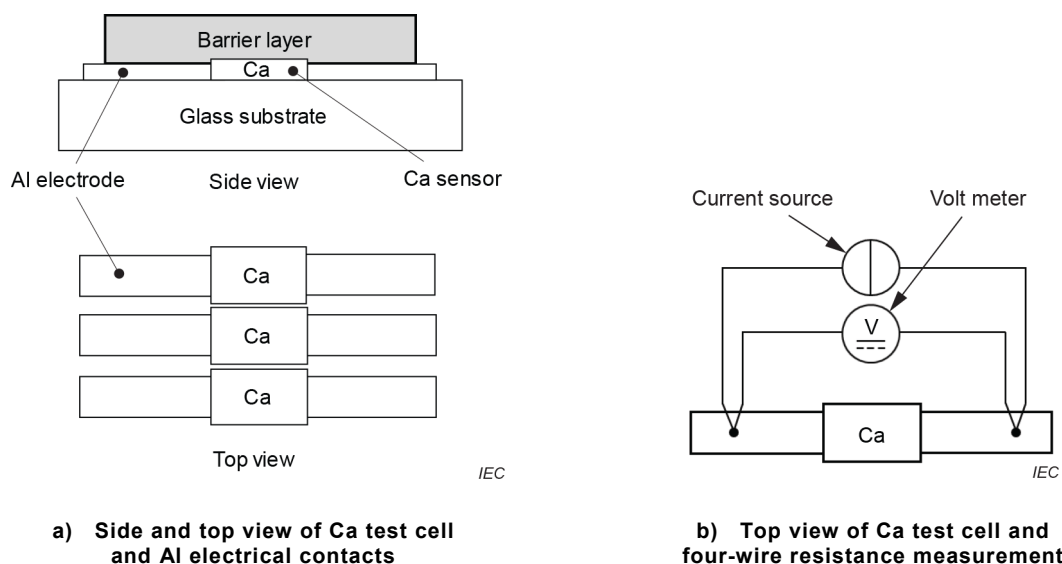 Barrier layer
Ca
Glass substrate
Al electrode
Side view
Ca sensor
Ca
Ca
Ca
Top view
IEC
a) Side and top view of Ca test cell
and Al electrical contacts
Current source
Volt meter
V
Ca
IEC
b) Top view of Ca test cell and
four-wire resistance measurement